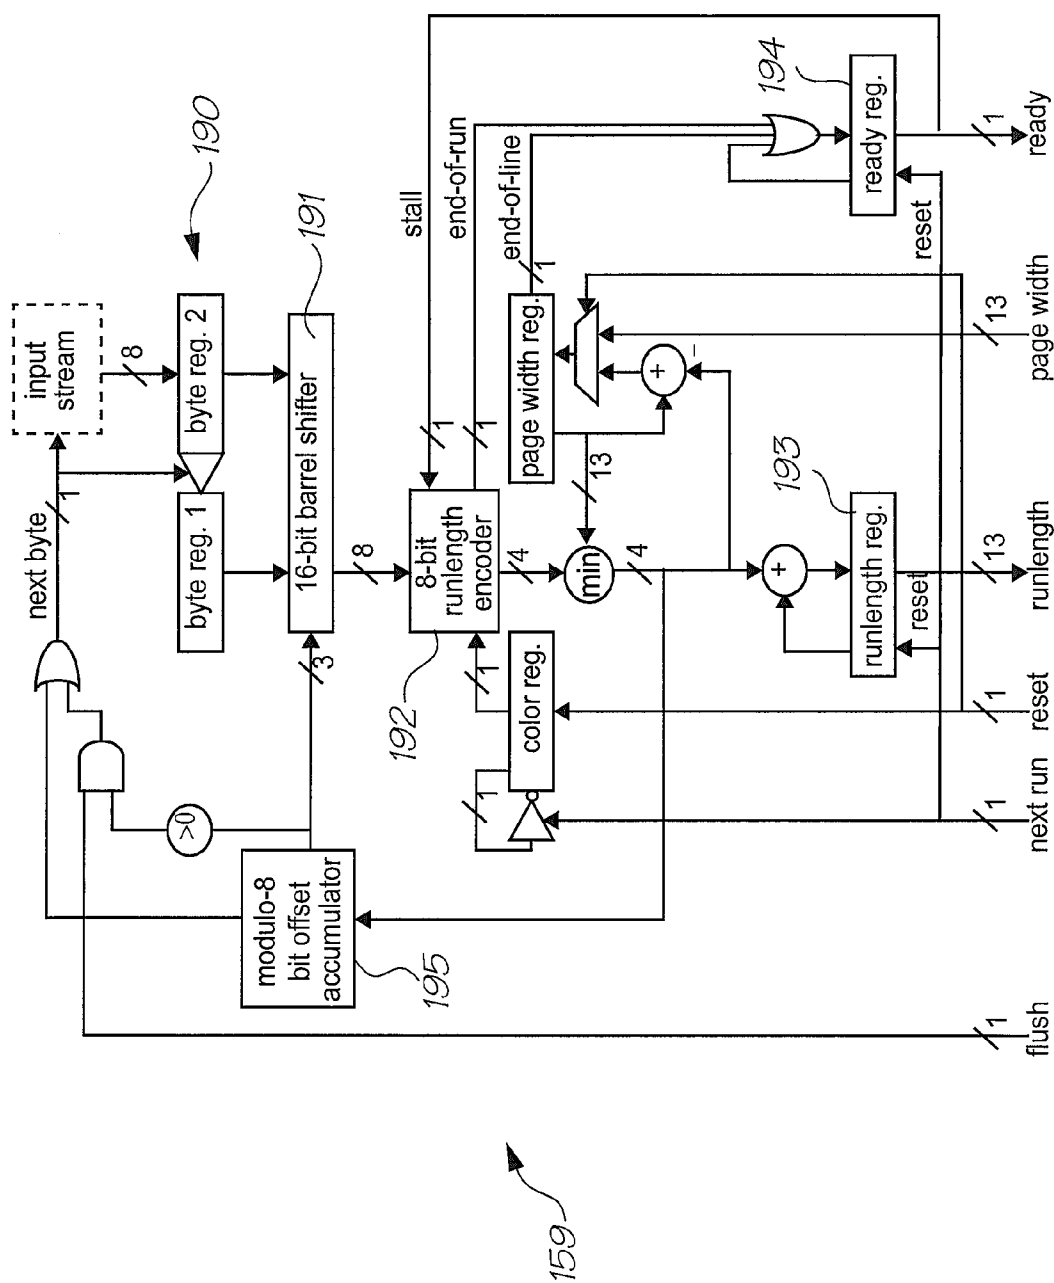 input
stream
8
190
next byte
1
byte reg. 1
byte reg. 2
191
16-bit barrel shifter
3
8
>0
modulo-8
bit offset
accumulator
195
stall
1
end-of-run
1
8-bit
runlength
encoder
192
4
1
color reg.
1
page width reg.
end-of-line
1
13
min
4
+
–
+
193
runlength reg.
reset
194
ready reg.
reset
1
flush
1
next run
1
reset
13
runlength
13
page width
1
ready
159